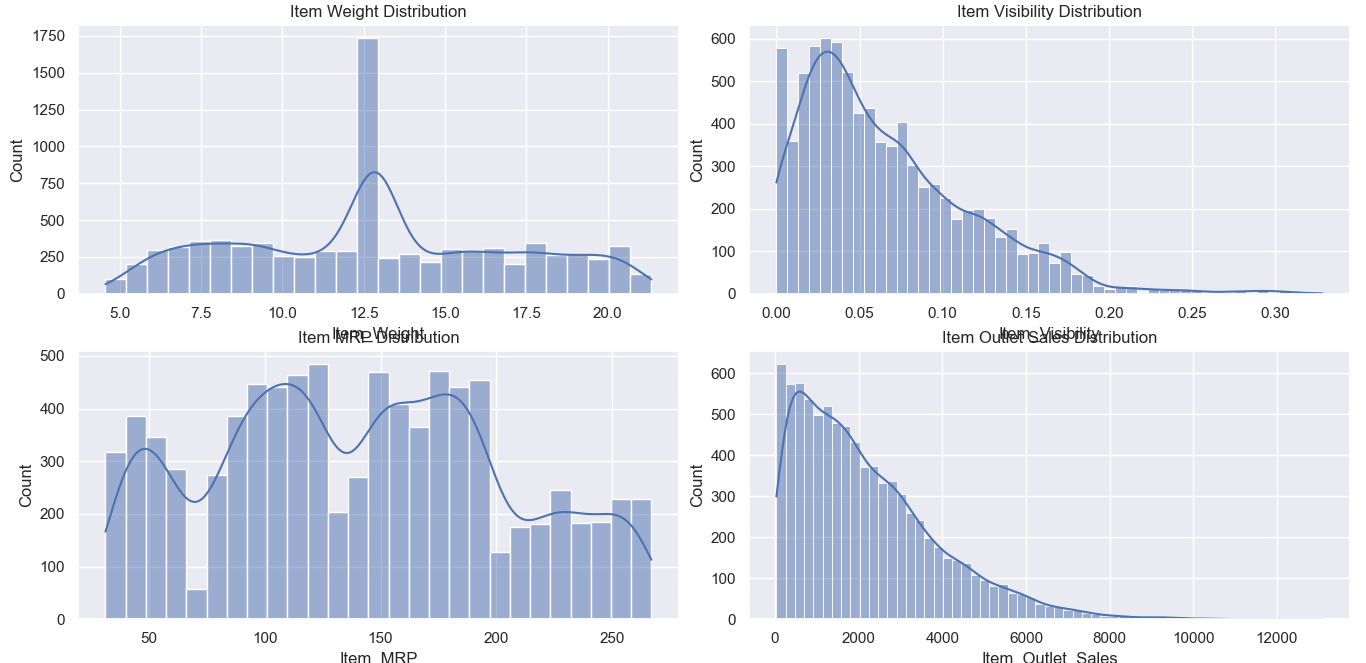 Item Weight Distribution
Count
1750
1500
1250
1000
750
500
250
0
5.0 7.5 10.0 12.5 15.0 17.5 20.0
Item_Weight
Item Visibility Distribution
Count
600
500
400
300
200
100
0
0.00 0.05 0.10 0.15 0.20 0.25 0.30
Item_Visibility
Item MRP Distribution
Count
500
400
300
200
100
0
50 100 150 200 250
Item_MRP
Item Outlet Sales Distribution
Count
600
500
400
300
200
100
0
0 2000 4000 6000 8000 10000 12000
Item_Outlet_Sales